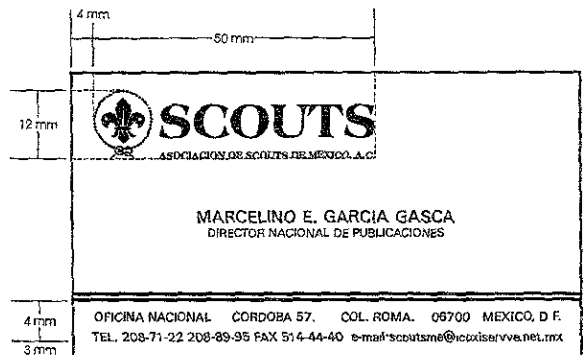 4 mm
50 mm
12 mm
SCOUTS
ASOCIACION DE SCOUTS DE MEXICO, A.C.
MARCELINO E. GARCIA GASCA
DIRECTOR NACIONAL DE PUBLICACIONES
4 mm
OFICINA NACIONAL CORDOBA 57, COL. ROMA. 06700 MEXICO, D F.
TEL. 208-71-22 208-89-95 FAX 514-44-40
3 mm